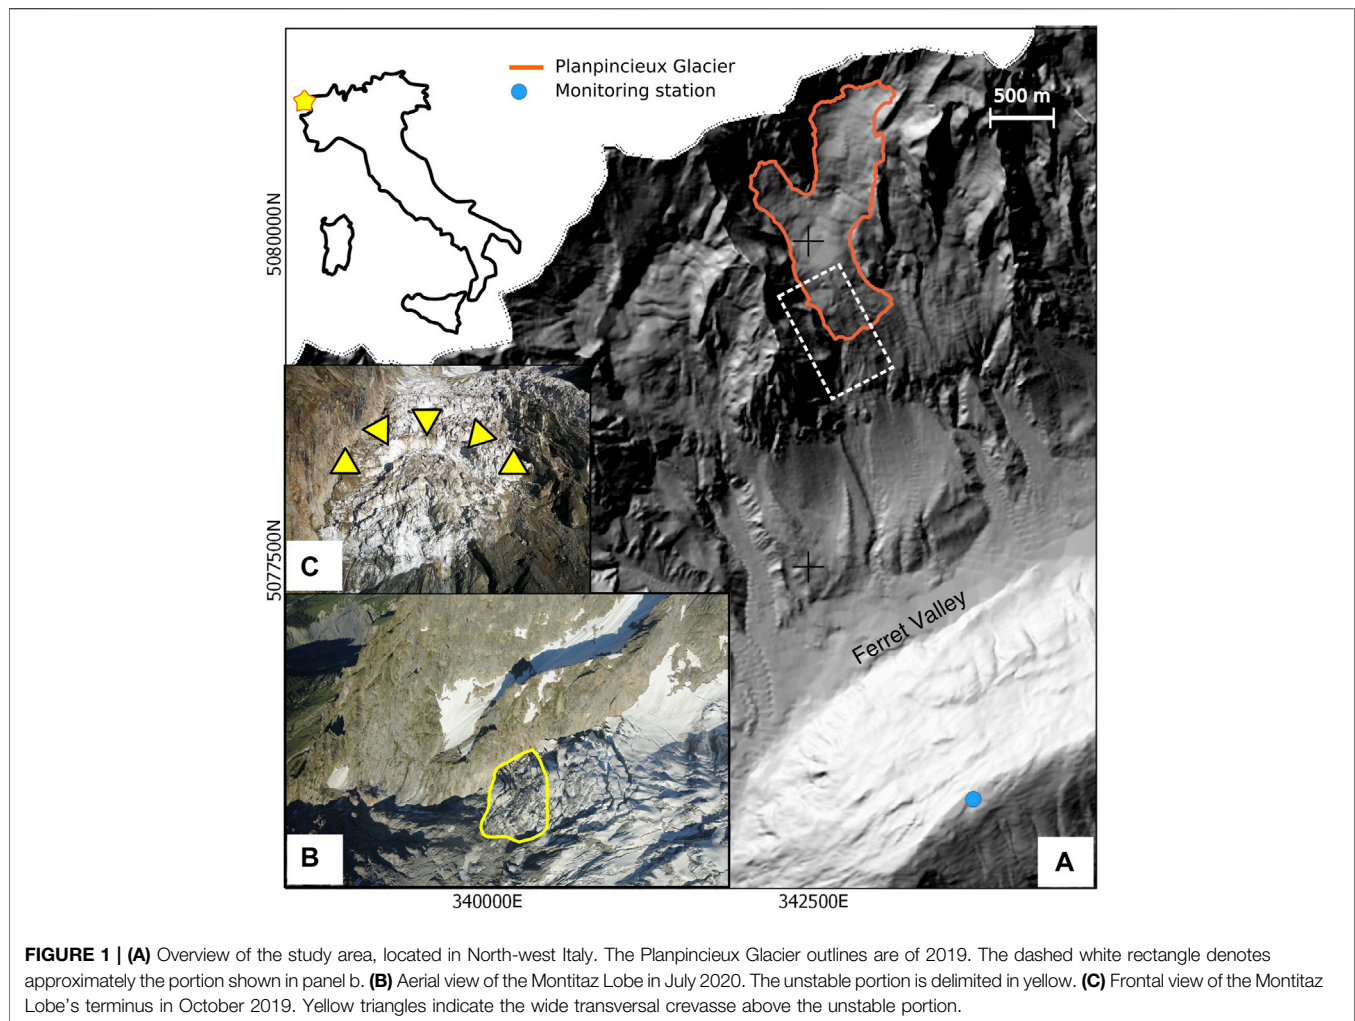 Planpincieux Glacier
Monitoring station
500 m
5080000N
5077500N
C
Ferret Valley
B
A
340000E
342500E
FIGURE 1 | (A) Overview of the study area, located in North-west Italy. The Planpincieux Glacier outlines are of 2019. The dashed white rectangle denotes
approximately the portion shown in panel b. (B) Aerial view of the Montitaz Lobe in July 2020. The unstable portion is delimited in yellow. (C) Frontal view of the Montitaz
Lobe’s terminus in October 2019. Yellow triangles indicate the wide transversal crevasse above the unstable portion.